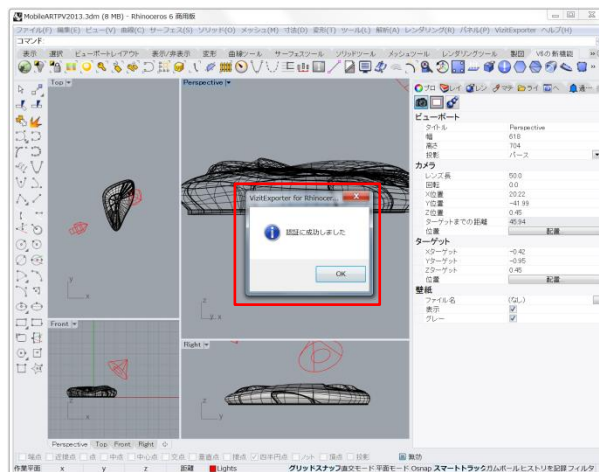 MobileARTPV2013.3dm (8 MB) - Rhinoceros 6 商用版
ファイル(F) 編集(E) ビュー(V) 曲線(C) サーフェス(S) ソリッド(O) メッシュ(M) 寸法(D) 変形(T) ツール(L) 解析(A) レンダリング(R) パネル(P) VizitExporter ヘルプ(H)
コマンド
表示 選択 ビューポートレイアウト 表示/非表示 変形 曲線ツール サーフェスツール ソリッドツール メッシュツール レンダリングツール 製図 V6の新機能
Top
Perspective
プロ レイ レン マテ ライ へ 通
ビューポート
タイトル Perspective
幅 618
高さ 704
投影 パース
カメラ
レンズ長 50.0
回転 0.0
X位置 20.22
Y位置 -41.99
Z位置 0.45
ターゲットまでの距離 45.94
位置 配置
ターゲット
Xターゲット -0.42
Yターゲット -0.95
Zターゲット 0.45
位置 配置
壁紙
ファイル名 (なし)
表示
グレー
VizitExporter for Rhinocer...
認証に成功しました
OK
y
x
z
x
Front
Right
z
x
z
y
Perspective Top Front Right
端点 近接点 点 中点 中心点 交点 垂直点 接点 四半円点 ノット 頂点 投影 無効
作業平面 x y z 距離 Lights グリッドスナップ 直交モード 平面モード Osnap スマートトラック ガムボール ヒストリを記録 フィルタ